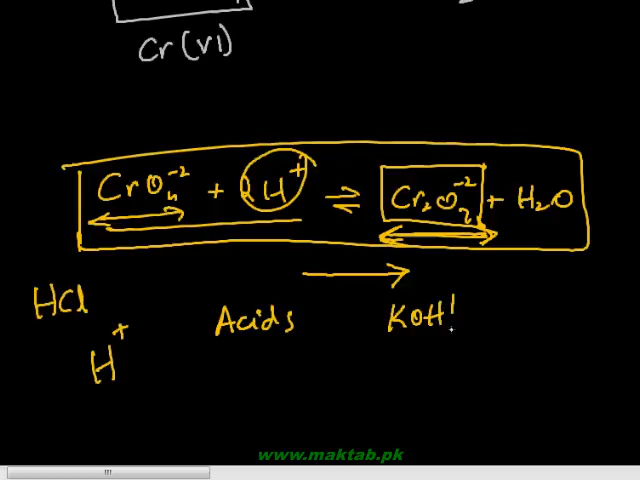 Cr(VI)
CrO₄⁻² + 2H⁺ ⇌ Cr₂O₇⁻² + H₂O
HCl
Acids
KOH!
H⁺
www.maktab.pk